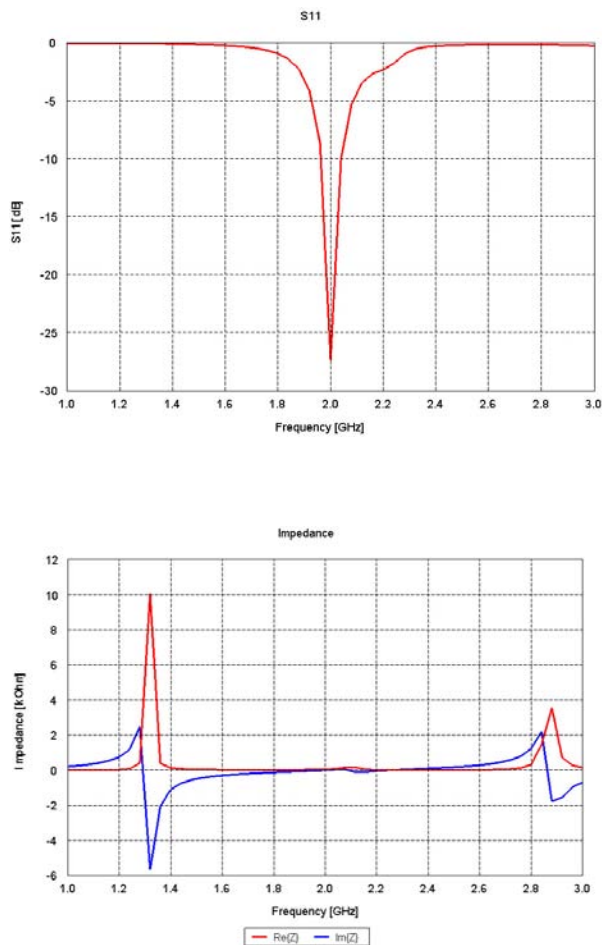 S11
0
-5
-10
-15
-20
-25
-30
S11 [dB]
1.0 1.2 1.4 1.6 1.8 2.0 2.2 2.4 2.6 2.8 3.0
Frequency [GHz]
Impedance
12
10
8
6
4
2
0
-2
-4
-6
Impedance [kOhm]
1.0 1.2 1.4 1.6 1.8 2.0 2.2 2.4 2.6 2.8 3.0
Frequency [GHz]
Re{Z} Im{Z}